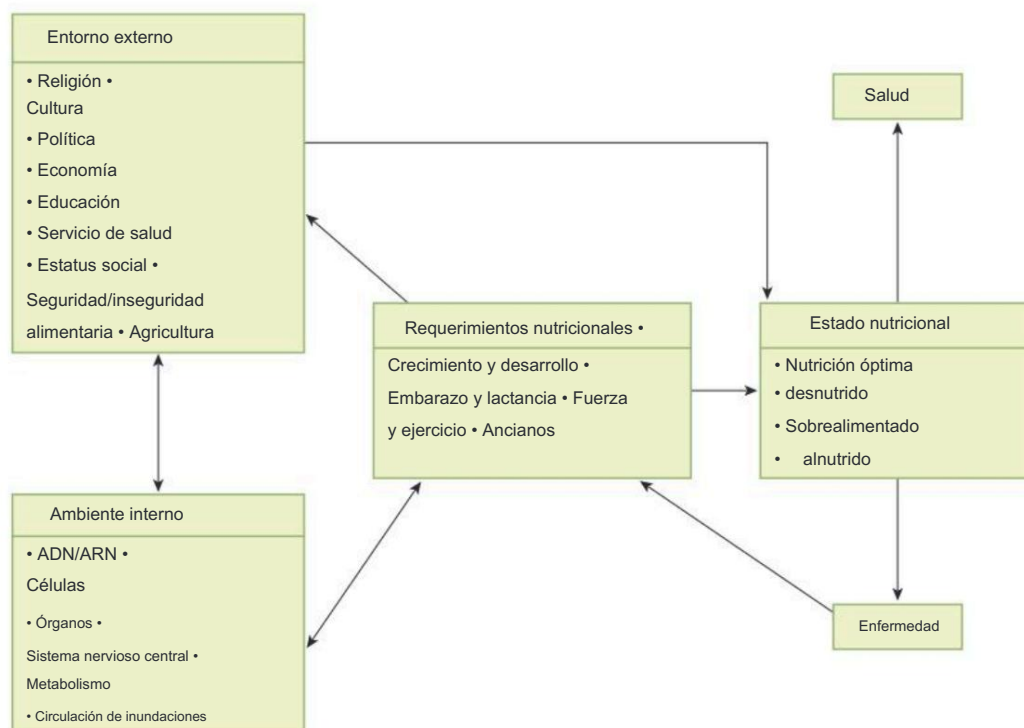 Entorno externo
• Religión •
Cultura
• Política
• Economía
• Educación
• Servicio de salud
• Estatus social •
Seguridad/inseguridad
alimentaria • Agricultura
Salud
Requerimientos nutricionales •
Crecimiento y desarrollo •
Embarazo y lactancia • Fuerza
y ejercicio • Ancianos
Estado nutricional
• Nutrición óptima
• desnutrido
• Sobrealimentado
• alnutrido
Ambiente interno
• ADN/ARN •
Células
• Órganos •
Sistema nervioso central •
Metabolismo
• Circulación de inundaciones
Enfermedad